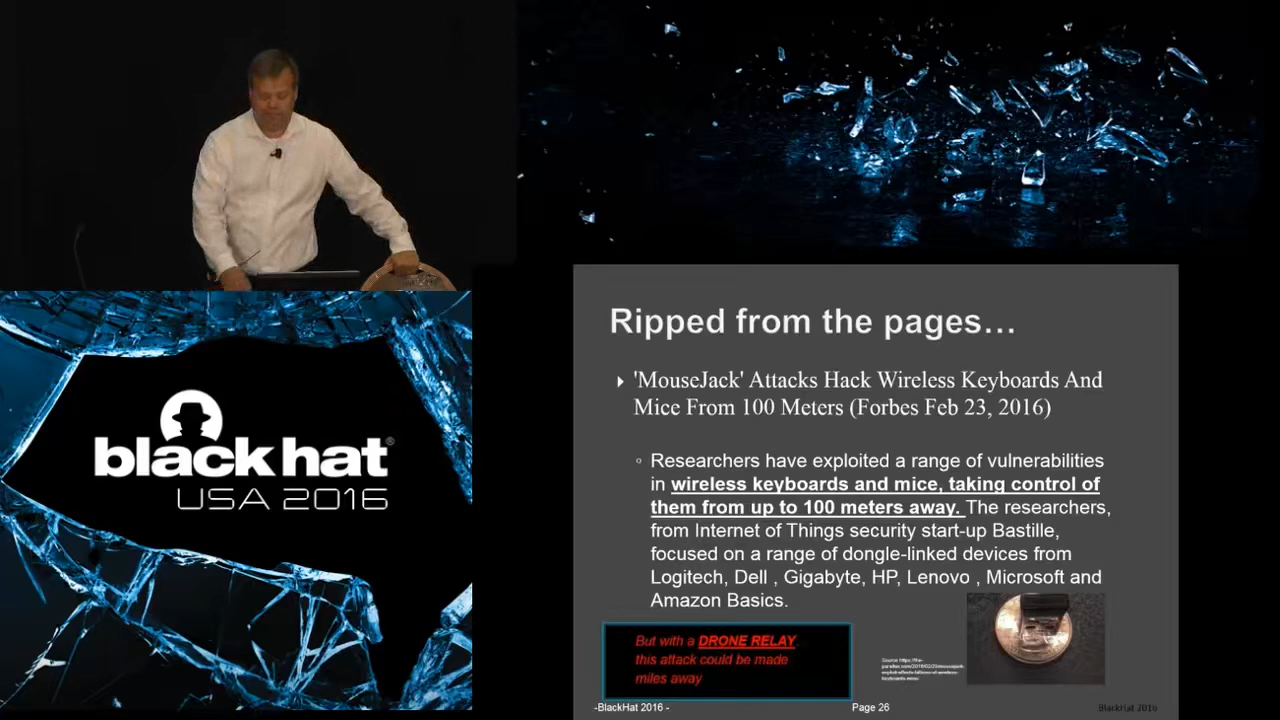 black hat®
USA 2016
Ripped from the pages…
'MouseJack' Attacks Hack Wireless Keyboards And
Mice From 100 Meters (Forbes Feb 23, 2016)
Researchers have exploited a range of vulnerabilities
in wireless keyboards and mice, taking control of
them from up to 100 meters away. The researchers,
from Internet of Things security start-up Bastille,
focused on a range of dongle-linked devices from
Logitech, Dell , Gigabyte, HP, Lenovo , Microsoft and
Amazon Basics.
But with a DRONE RELAY
this attack could be made
miles away
-BlackHat 2016 -
Page 26
BlackHat 2016